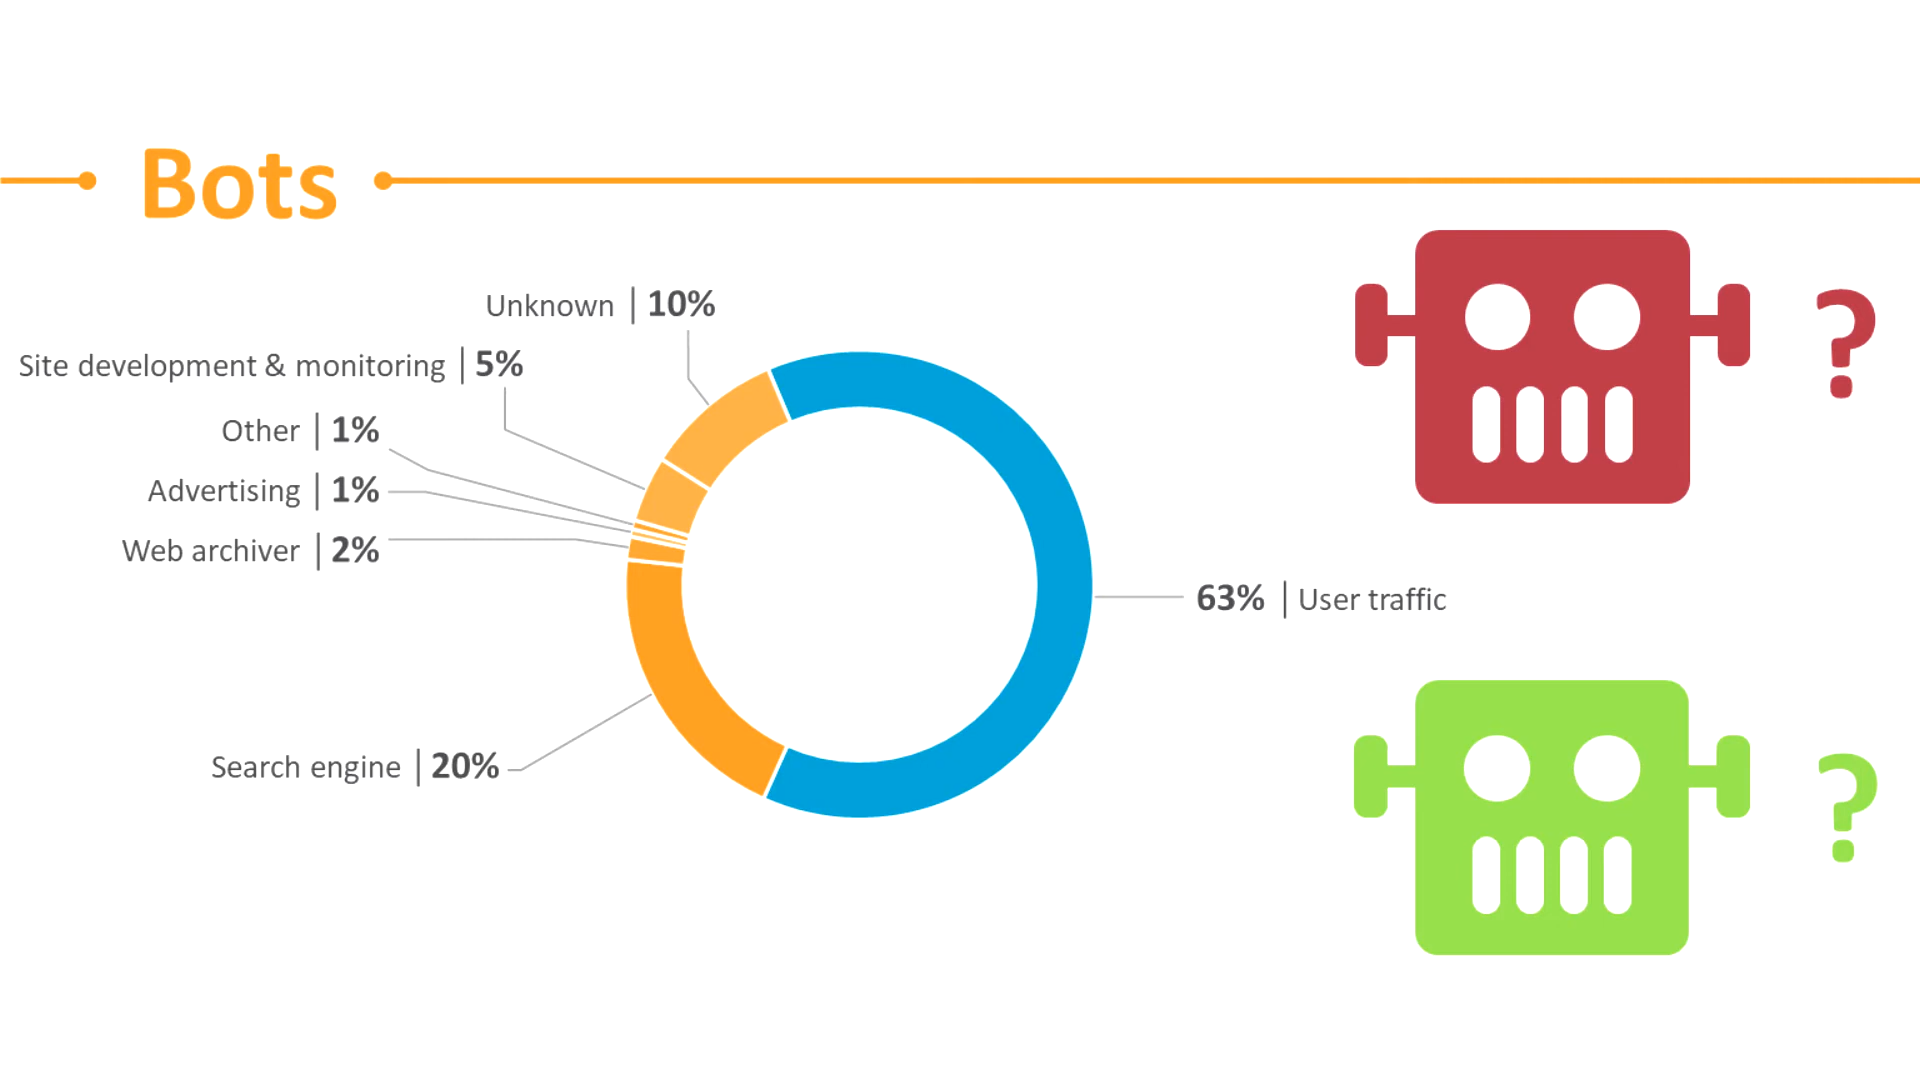 Bots
Unknown | 10%
Site development & monitoring | 5%
Other | 1%
Advertising | 1%
Web archiver | 2%
63% | User traffic
Search engine | 20%
?
?